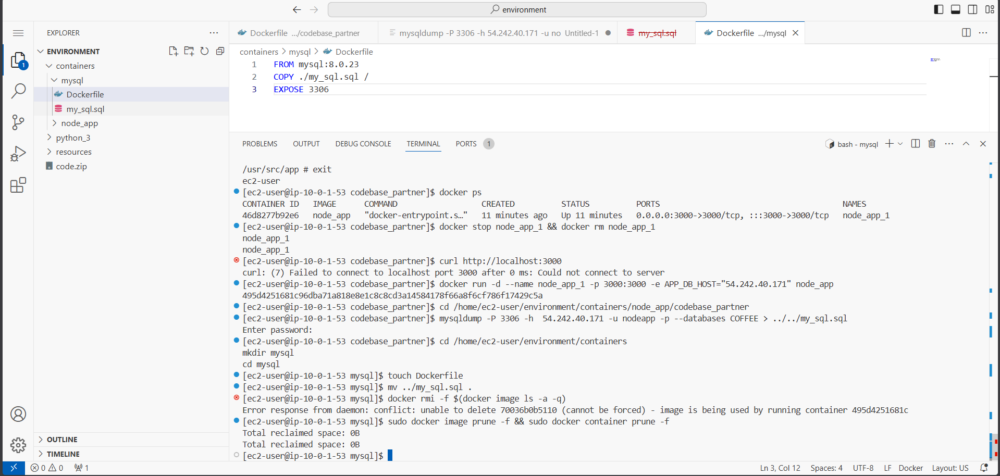 environment
EXPLORER
ENVIRONMENT
containers
mysql
Dockerfile
my_sql.sql
node_app
python_3
resources
code.zip
OUTLINE
TIMELINE
1
Dockerfile .../codebase_partner
mysqldump -P 3306 -h 54.242.40.171 -u no Untitled-1
my_sql.sql
Dockerfile .../mysql
containers > mysql > Dockerfile
1 FROM mysql:8.0.23
2 COPY ./my_sql.sql /
3 EXPOSE 3306
PROBLEMS OUTPUT DEBUG CONSOLE TERMINAL PORTS 1
bash - mysql
/usr/src/app # exit
ec2-user
[ec2-user@ip-10-0-1-53 codebase_partner]$ docker ps
CONTAINER ID IMAGE COMMAND CREATED STATUS PORTS NAMES
46d8277b92e6 node_app "docker-entrypoint.s…" 11 minutes ago Up 11 minutes 0.0.0.0:3000->3000/tcp, :::3000->3000/tcp node_app_1
[ec2-user@ip-10-0-1-53 codebase_partner]$ docker stop node_app_1 && docker rm node_app_1
node_app_1
node_app_1
[ec2-user@ip-10-0-1-53 codebase_partner]$ curl http://localhost:3000
curl: (7) Failed to connect to localhost port 3000 after 0 ms: Could not connect to server
[ec2-user@ip-10-0-1-53 codebase_partner]$ docker run -d --name node_app_1 -p 3000:3000 -e APP_DB_HOST="54.242.40.171" node_app
495d4251681c96dba71a818e8e1c8c8cd3a14584178f66a8f6cf786f17429c5a
[ec2-user@ip-10-0-1-53 codebase_partner]$ cd /home/ec2-user/environment/containers/node_app/codebase_partner
[ec2-user@ip-10-0-1-53 codebase_partner]$ mysqldump -P 3306 -h  54.242.40.171 -u nodeapp -p --databases COFFEE > ../../my_sql.sql
Enter password:
[ec2-user@ip-10-0-1-53 codebase_partner]$ cd /home/ec2-user/environment/containers
mkdir mysql
cd mysql
[ec2-user@ip-10-0-1-53 mysql]$ touch Dockerfile
[ec2-user@ip-10-0-1-53 mysql]$ mv ../my_sql.sql .
[ec2-user@ip-10-0-1-53 mysql]$ docker rmi -f $(docker image ls -a -q)
Error response from daemon: conflict: unable to delete 70036b0b5110 (cannot be forced) - image is being used by running container 495d4251681c
[ec2-user@ip-10-0-1-53 mysql]$ sudo docker image prune -f && sudo docker container prune -f
Total reclaimed space: 0B
Total reclaimed space: 0B
[ec2-user@ip-10-0-1-53 mysql]$
0 0 1
Ln 3, Col 12 Spaces: 4 UTF-8 LF Docker Layout: US